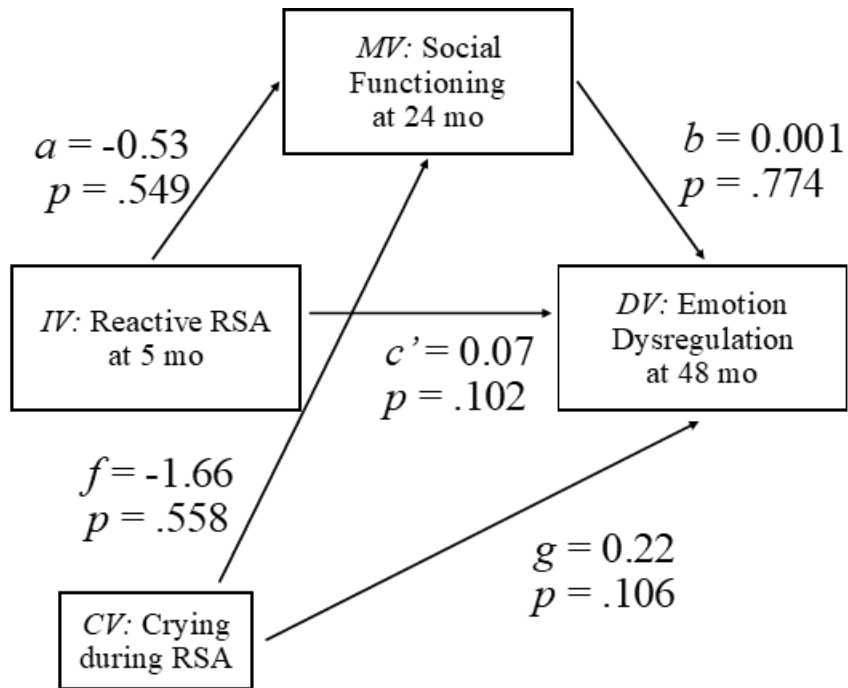 MV: Social
Functioning
at 24 mo
a = -0.53
p = .549
b = 0.001
p = .774
IV: Reactive RSA
at 5 mo
DV: Emotion
Dysregulation
at 48 mo
c’= 0.07
p = .102
f = -1.66
p = .558
g = 0.22
p = .106
CV: Crying
during RSA